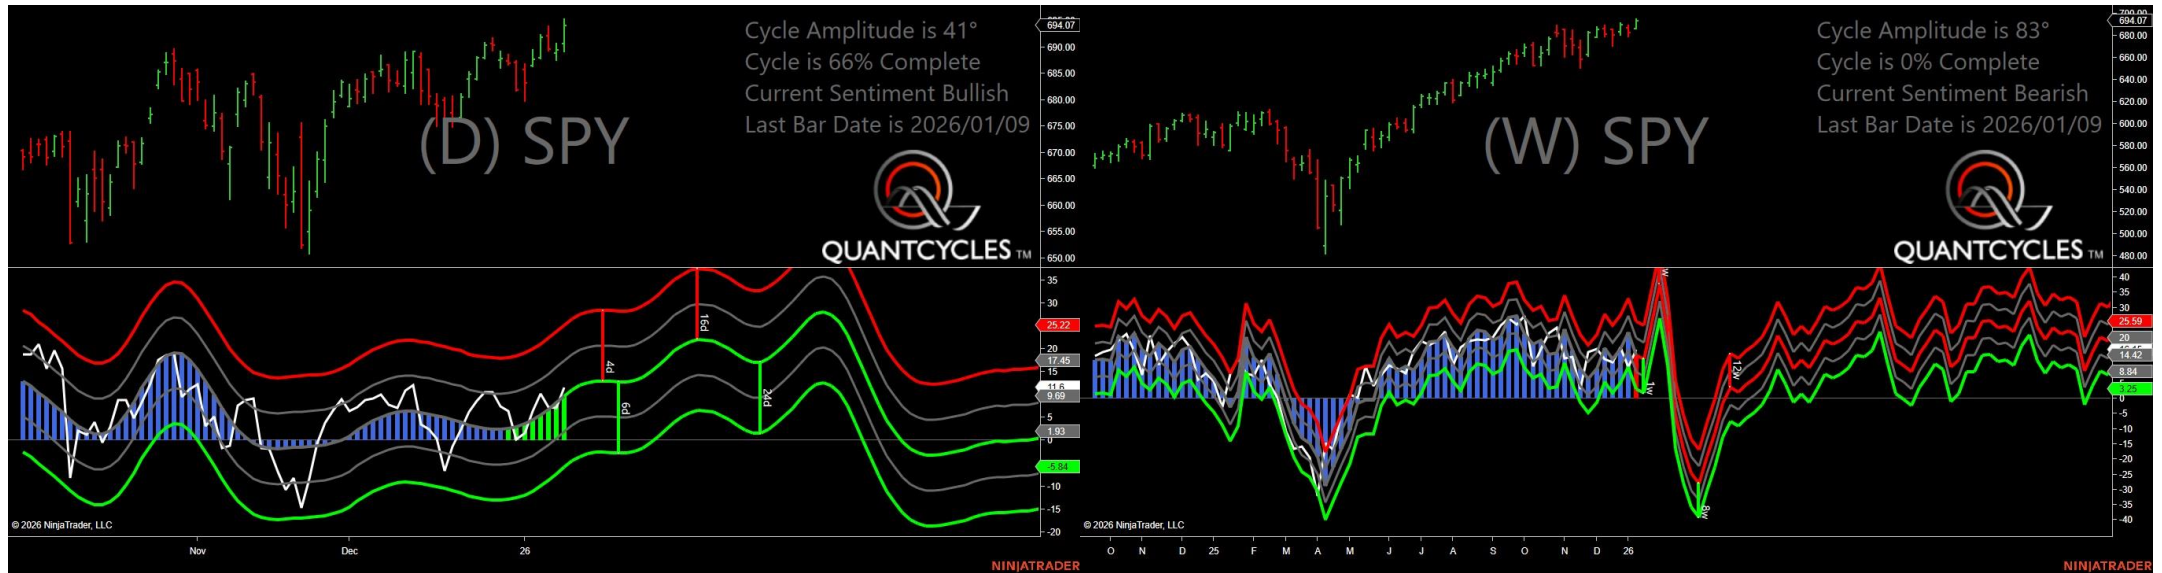 Cycle Amplitude is 41°
Cycle is 66% Complete
Current Sentiment Bullish
Last Bar Date is 2026/01/09
(D) SPY
QUANTCYCLES TM
694.07
690.00
685.00
680.00
675.00
670.00
665.00
660.00
655.00
650.00
35
30
25.22
20
17.45
15
11.6
9.69
5
1.93
0
-5.84
-10
-15
-20
4d
6d
16d
24d
© 2026 NinjaTrader, LLC
Nov Dec 26
NINJATRADER
Cycle Amplitude is 83°
Cycle is 0% Complete
Current Sentiment Bearish
Last Bar Date is 2026/01/09
(W) SPY
QUANTCYCLES TM
700.00
694.07
680.00
660.00
640.00
620.00
600.00
580.00
560.00
540.00
520.00
500.00
480.00
40
35
30
25.59
20
14.42
8.84
3.25
0
-5
-10
-15
-20
-25
-30
-35
-40
1w
8w
12w
© 2026 NinjaTrader, LLC
O N D 25 F M A M J J A S O N D 26
NINJATRADER